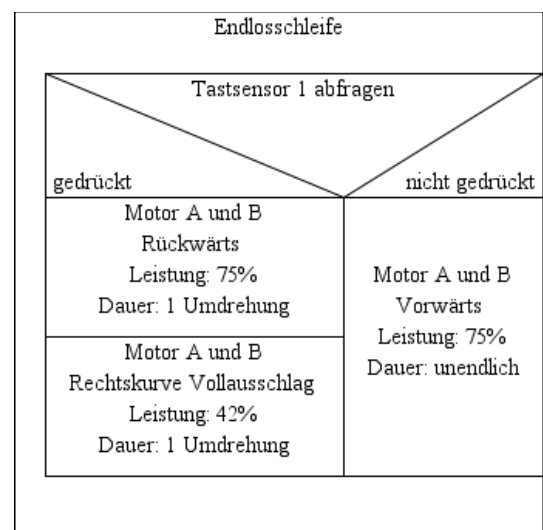 Endlosschleife
Tastsensor 1 abfragen
gedrückt
nicht gedrückt
Motor A und B
Rückwärts
Leistung: 75%
Dauer: 1 Umdrehung
Motor A und B
Rechtskurve Vollausschlag
Leistung: 42%
Dauer: 1 Umdrehung
Motor A und B
Vorwärts
Leistung: 75%
Dauer: unendlich